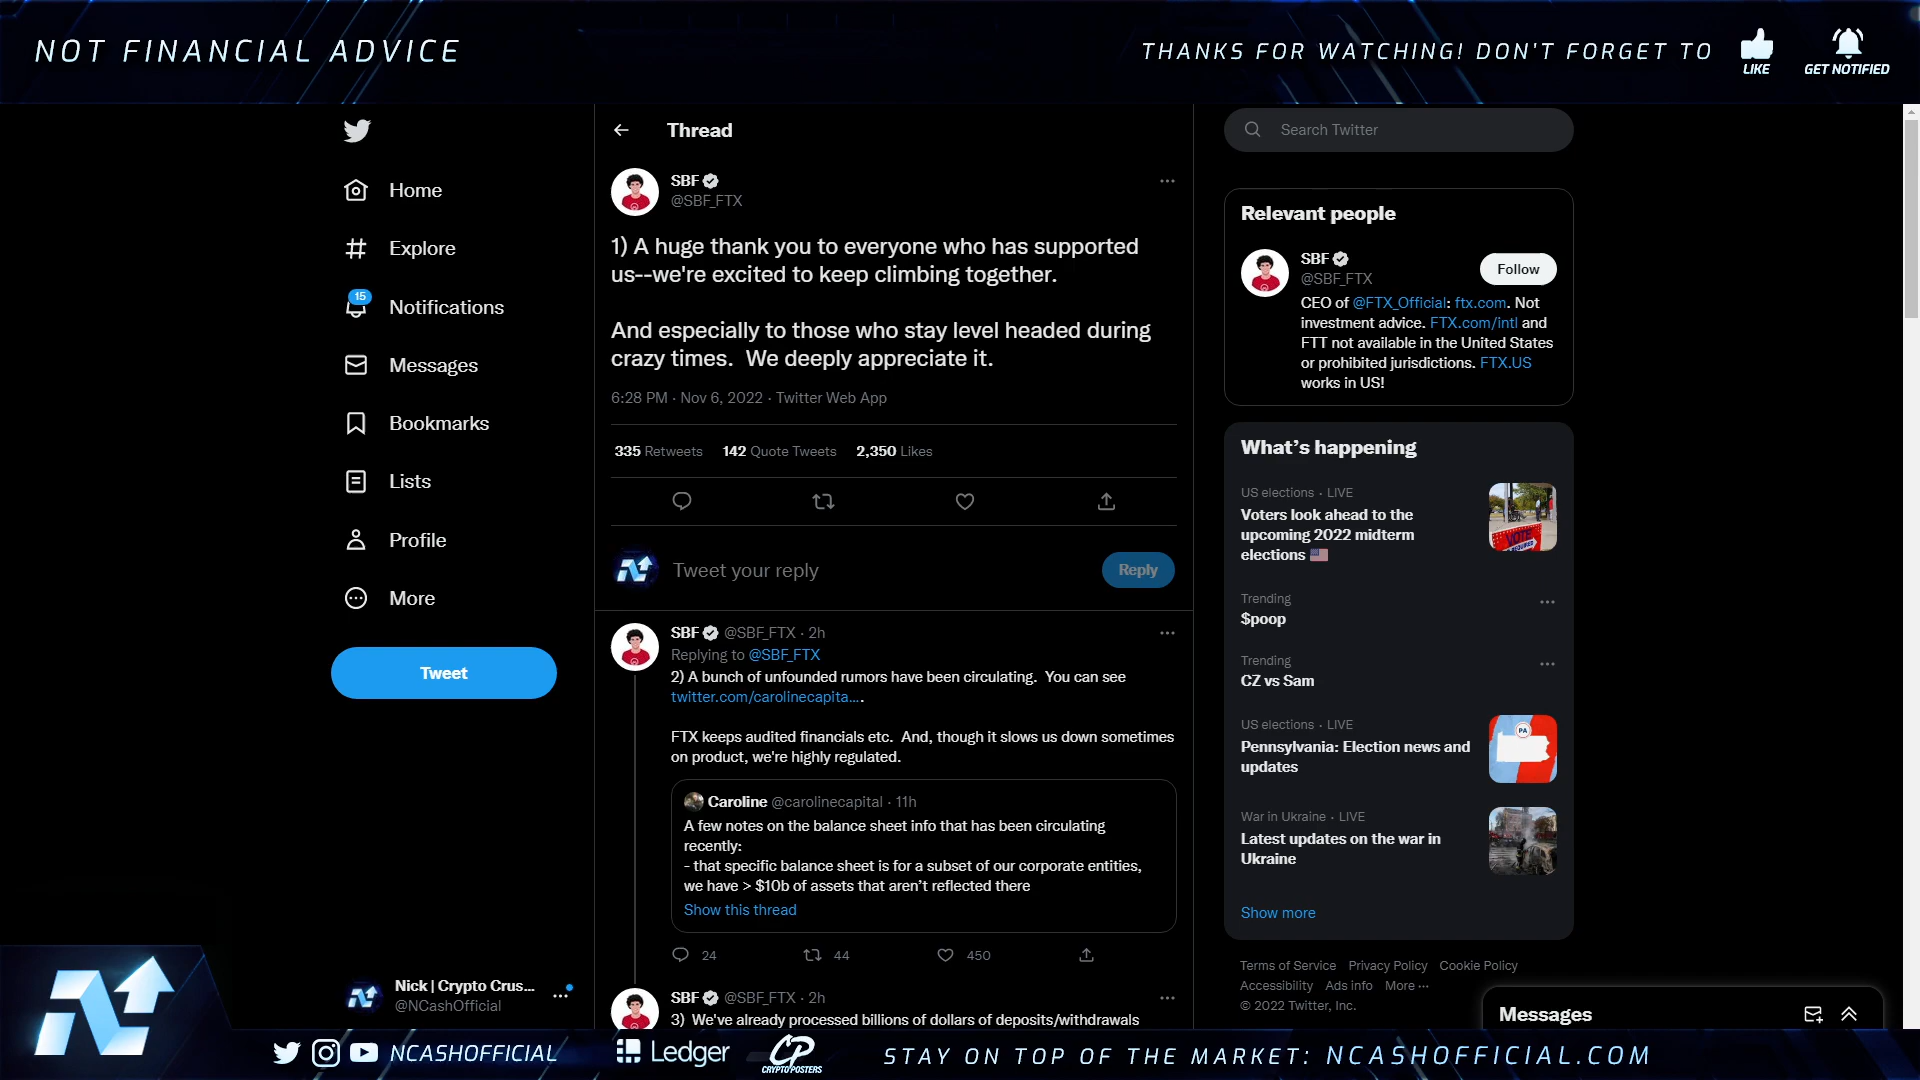 NOT FINANCIAL ADVICE
THANKS FOR WATCHING! DON'T FORGET TO
LIKE
GET NOTIFIED
Home
Explore
15
Notifications
Messages
Bookmarks
Lists
Profile
More
Tweet
Nick | Crypto Crus...
@NCashOfficial
Thread
SBF
@SBF_FTX
1) A huge thank you to everyone who has supported
us--we're excited to keep climbing together.
And especially to those who stay level headed during
crazy times.  We deeply appreciate it.
6:28 PM · Nov 6, 2022 · Twitter Web App
335 Retweets 142 Quote Tweets 2,350 Likes
Tweet your reply
Reply
SBF @SBF_FTX · 2h
Replying to @SBF_FTX
2) A bunch of unfounded rumors have been circulating.  You can see
twitter.com/carolinecapita….
FTX keeps audited financials etc.  And, though it slows us down sometimes
on product, we're highly regulated.
Caroline @carolinecapital · 11h
A few notes on the balance sheet info that has been circulating
recently:
- that specific balance sheet is for a subset of our corporate entities,
we have > $10b of assets that aren't reflected there
Show this thread
24 44 450
SBF @SBF_FTX · 2h
3)  We've already processed billions of dollars of deposits/withdrawals
Search Twitter
Relevant people
SBF
@SBF_FTX
Follow
CEO of @FTX_Official: ftx.com. Not
investment advice. FTX.com/intl and
FTT not available in the United States
or prohibited jurisdictions. FTX.US
works in US!
What's happening
US elections · LIVE
Voters look ahead to the
upcoming 2022 midterm
elections
VOTE
Trending
$poop
Trending
CZ vs Sam
US elections · LIVE
Pennsylvania: Election news and
updates
PA
War in Ukraine · LIVE
Latest updates on the war in
Ukraine
Show more
Terms of Service Privacy Policy Cookie Policy
Accessibility Ads info More ···
© 2022 Twitter, Inc.
Messages
NCASHOFFICIAL
Ledger
CP
CRYPTOPOSTERS
STAY ON TOP OF THE MARKET: NCASHOFFICIAL.COM